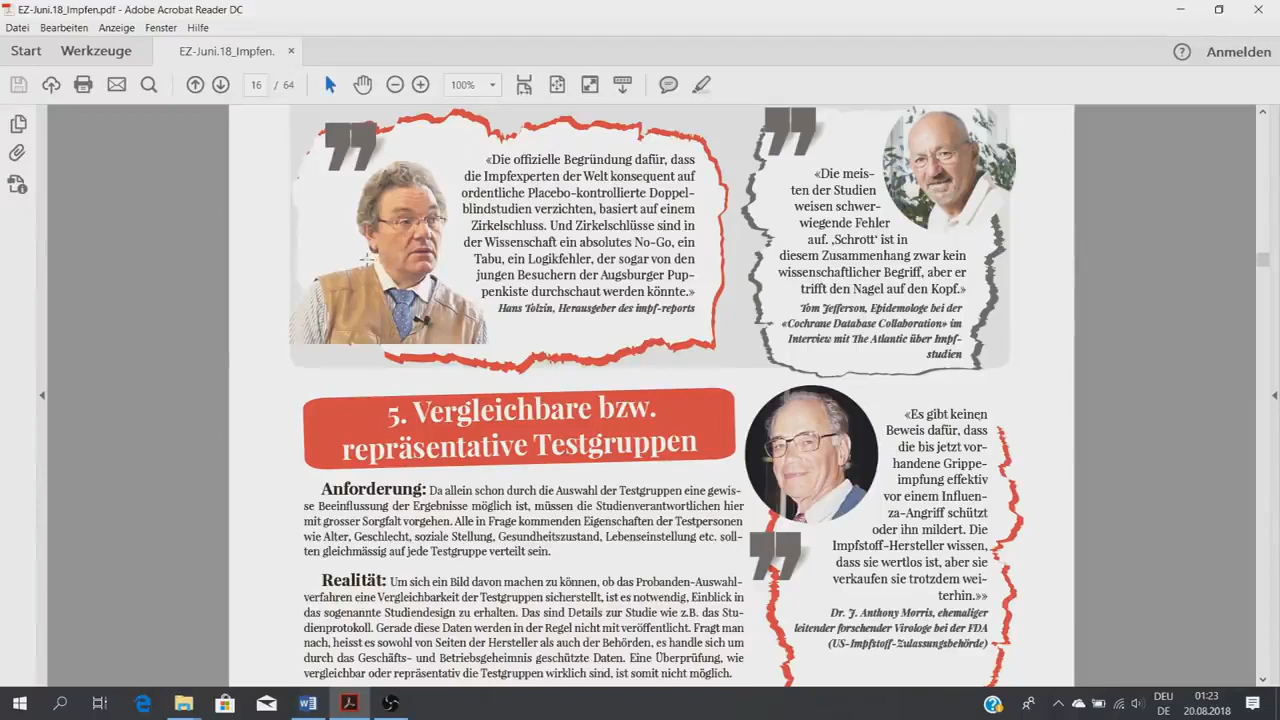 EZ-Juni.18_Impfen.pdf - Adobe Acrobat Reader DC
Datei Bearbeiten Anzeige Fenster Hilfe
Start Werkzeuge EZ-Juni.18_Impfen. × Anmelden
16 / 64 100%
«Die offizielle Begründung dafür, dass
die Impfexperten der Welt konsequent auf
ordentliche Placebo-kontrollierte Doppel-
blindstudien verzichten, basiert auf einem
Zirkelschluss. Und Zirkelschlüsse sind in
der Wissenschaft ein absolutes No-Go, ein
Tabu, ein Logikfehler, der sogar von den
jungen Besuchern der Augsburger Pup-
penkiste durchschaut werden könnte.»
Hans Tolzin, Herausgeber des impf-reports
«Die meis-
ten der Studien
weisen schwer-
wiegende Fehler
auf. ‚Schrott‘ ist in
diesem Zusammenhang zwar kein
wissenschaftlicher Begriff, aber er
trifft den Nagel auf den Kopf.»
Tom Jefferson, Epidemologe bei der
«Cochrane Database Collaboration» im
Interview mit The Atlantic über Impf-
studien
5. Vergleichbare bzw.
repräsentative Testgruppen
Anforderung: Da allein schon durch die Auswahl der Testgruppen eine gewis-
se Beeinflussung der Ergebnisse möglich ist, müssen die Studienverantwortlichen hier
mit grosser Sorgfalt vorgehen. Alle in Frage kommenden Eigenschaften der Testpersonen
wie Alter, Geschlecht, soziale Stellung, Gesundheitszustand, Lebenseinstellung etc. soll-
ten gleichmässig auf jede Testgruppe verteilt sein.
Realität: Um sich ein Bild davon machen zu können, ob das Probanden-Auswahl-
verfahren eine Vergleichbarkeit der Testgruppen sicherstellt, ist es notwendig, Einblick in
das sogenannte Studiendesign zu erhalten. Das sind Details zur Studie wie z.B. das Stu-
dienprotokoll. Gerade diese Daten werden in der Regel nicht mit veröffentlicht. Fragt man
nach, heisst es sowohl von Seiten der Hersteller als auch der Behörden, es handle sich um
durch das Geschäfts- und Betriebsgeheimnis geschützte Daten. Eine Überprüfung, wie
vergleichbar oder repräsentativ die Testgruppen wirklich sind, ist somit nicht möglich.
«Es gibt keinen
Beweis dafür, dass
die bis jetzt vor-
handene Grippe-
impfung effektiv
vor einem Influen-
za-Angriff schützt
oder ihn mildert. Die
Impfstoff-Hersteller wissen,
dass sie wertlos ist, aber sie
verkaufen sie trotzdem wei-
terhin.»»
Dr. J. Anthony Morris, ehemaliger
leitender forschender Virologe bei der FDA
(US-Impfstoff-Zulassungsbehörde)
DEU 01:23
DE 20.08.2018